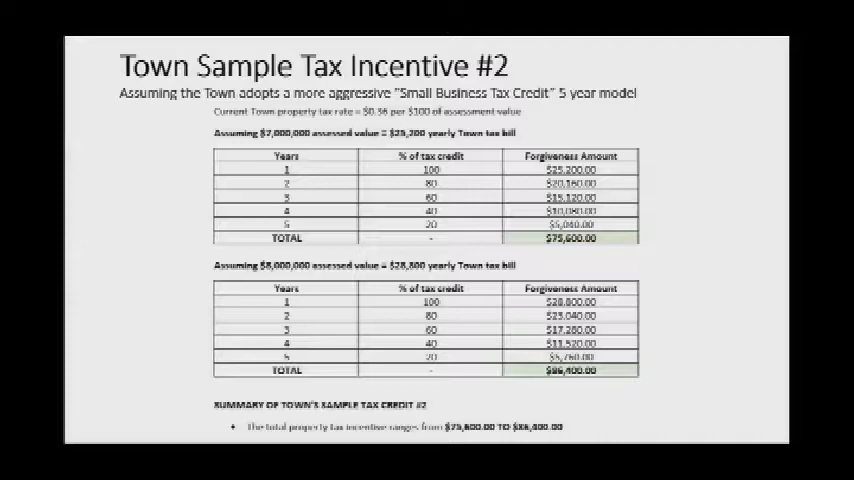 Town Sample Tax Incentive #2
Assuming the Town adopts a more aggressive "Small Business Tax Credit" 5 year model
Current Town property tax rate = $0.36 per $100 of assessment value
Assuming $7,000,000 assessed value = $25,200 yearly Town tax bill
Years % of tax credit Forgiveness Amount
1 100 $25,200.00
2 80 $20,160.00
3 60 $15,120.00
4 40 $10,080.00
5 20 $5,040.00
TOTAL - $75,600.00
Assuming $8,000,000 assessed value = $28,800 yearly Town tax bill
Years % of tax credit Forgiveness Amount
1 100 $28,800.00
2 80 $23,040.00
3 60 $17,280.00
4 40 $11,520.00
5 20 $5,760.00
TOTAL - $86,400.00
SUMMARY OF TOWN'S SAMPLE TAX CREDIT #2
• The total property tax incentive ranges from $75,600.00 TO $86,400.00